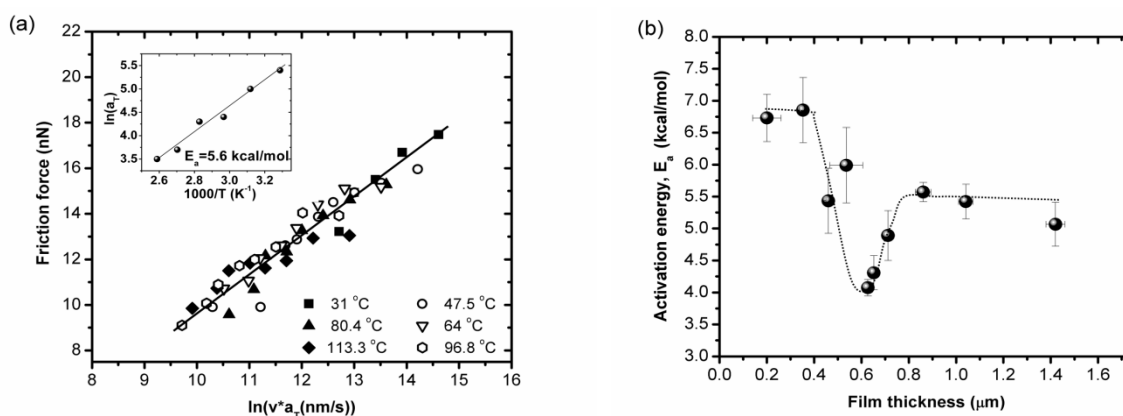 (a)
22
20
18
16
14
12
10
8
Friction force (nN)
5.5
5.0
4.5
4.0
3.5
ln(a_T)
E_a=5.6 kcal/mol
2.6 2.8 3.0 3.2
1000/T (K⁻¹)
31 °C
47.5 °C
80.4 °C
64 °C
113.3 °C
96.8 °C
8 9 10 11 12 13 14 15 16
ln(v*a_T(nm/s))
(b)
8.0
7.5
7.0
6.5
6.0
5.5
5.0
4.5
4.0
3.5
3.0
Activation energy, E_a (kcal/mol)
0.0 0.2 0.4 0.6 0.8 1.0 1.2 1.4 1.6
Film thickness (μm)